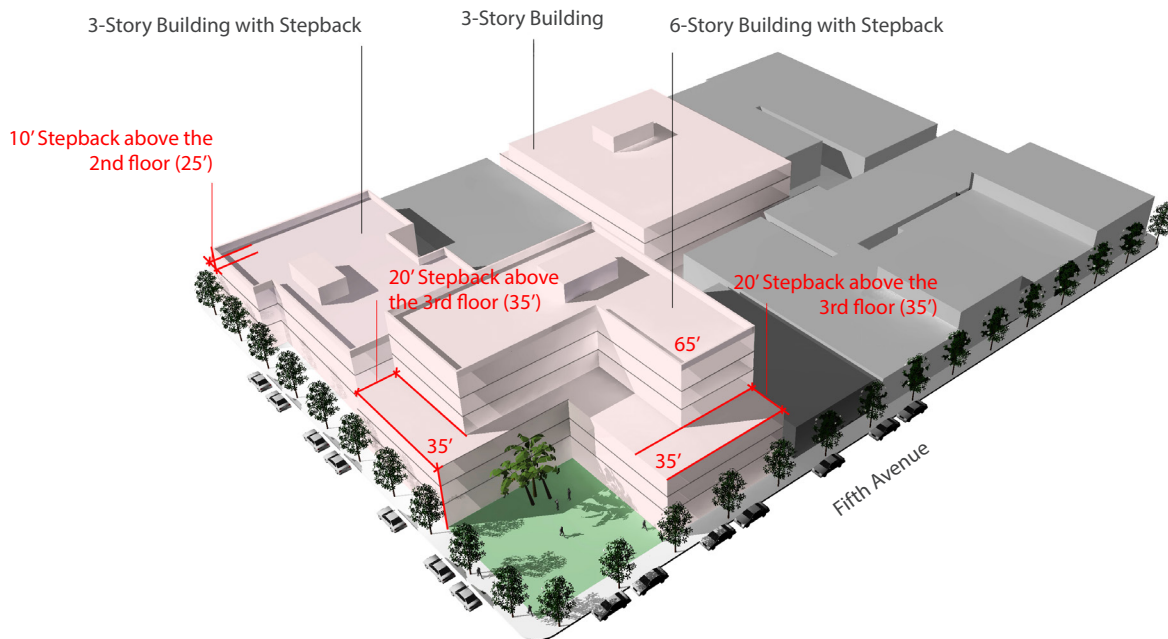 3-Story Building with Stepback
3-Story Building
6-Story Building with Stepback
10' Stepback above the
2nd floor (25')
20' Stepback above
the 3rd floor (35')
20' Stepback above the
3rd floor (35')
65'
35'
35'
Fifth Avenue